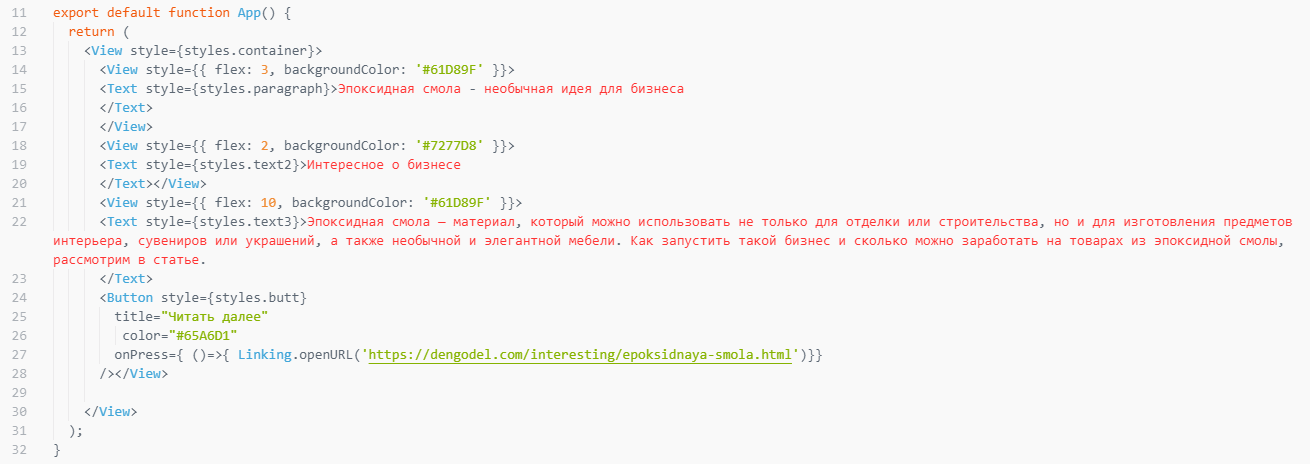 11 export default function App() {
12 return (
13 <View style={styles.container}>
14 <View style={{ flex: 3, backgroundColor: '#61D89F' }}>
15 <Text style={styles.paragraph}>Эпоксидная смола - необычная идея для бизнеса
16 </Text>
17 </View>
18 <View style={{ flex: 2, backgroundColor: '#7277D8' }}>
19 <Text style={styles.text2}>Интересное о бизнесе
20 </Text></View>
21 <View style={{ flex: 10, backgroundColor: '#61D89F' }}>
22 <Text style={styles.text3}>Эпоксидная смола — материал, который можно использовать не только для отделки или строительства, но и для изготовления предметов
интерьера, сувениров или украшений, а также необычной и элегантной мебели. Как запустить такой бизнес и сколько можно заработать на товарах из эпоксидной смолы,
рассмотрим в статье.
23 </Text>
24 <Button style={styles.butt}
25 title="Читать далее"
26 color="#65A6D1"
27 onPress={ ()=>{ Linking.openURL('https://dengodel.com/interesting/epoksidnaya-smola.html')}}
28 /></View>
29
30 </View>
31 );
32 }